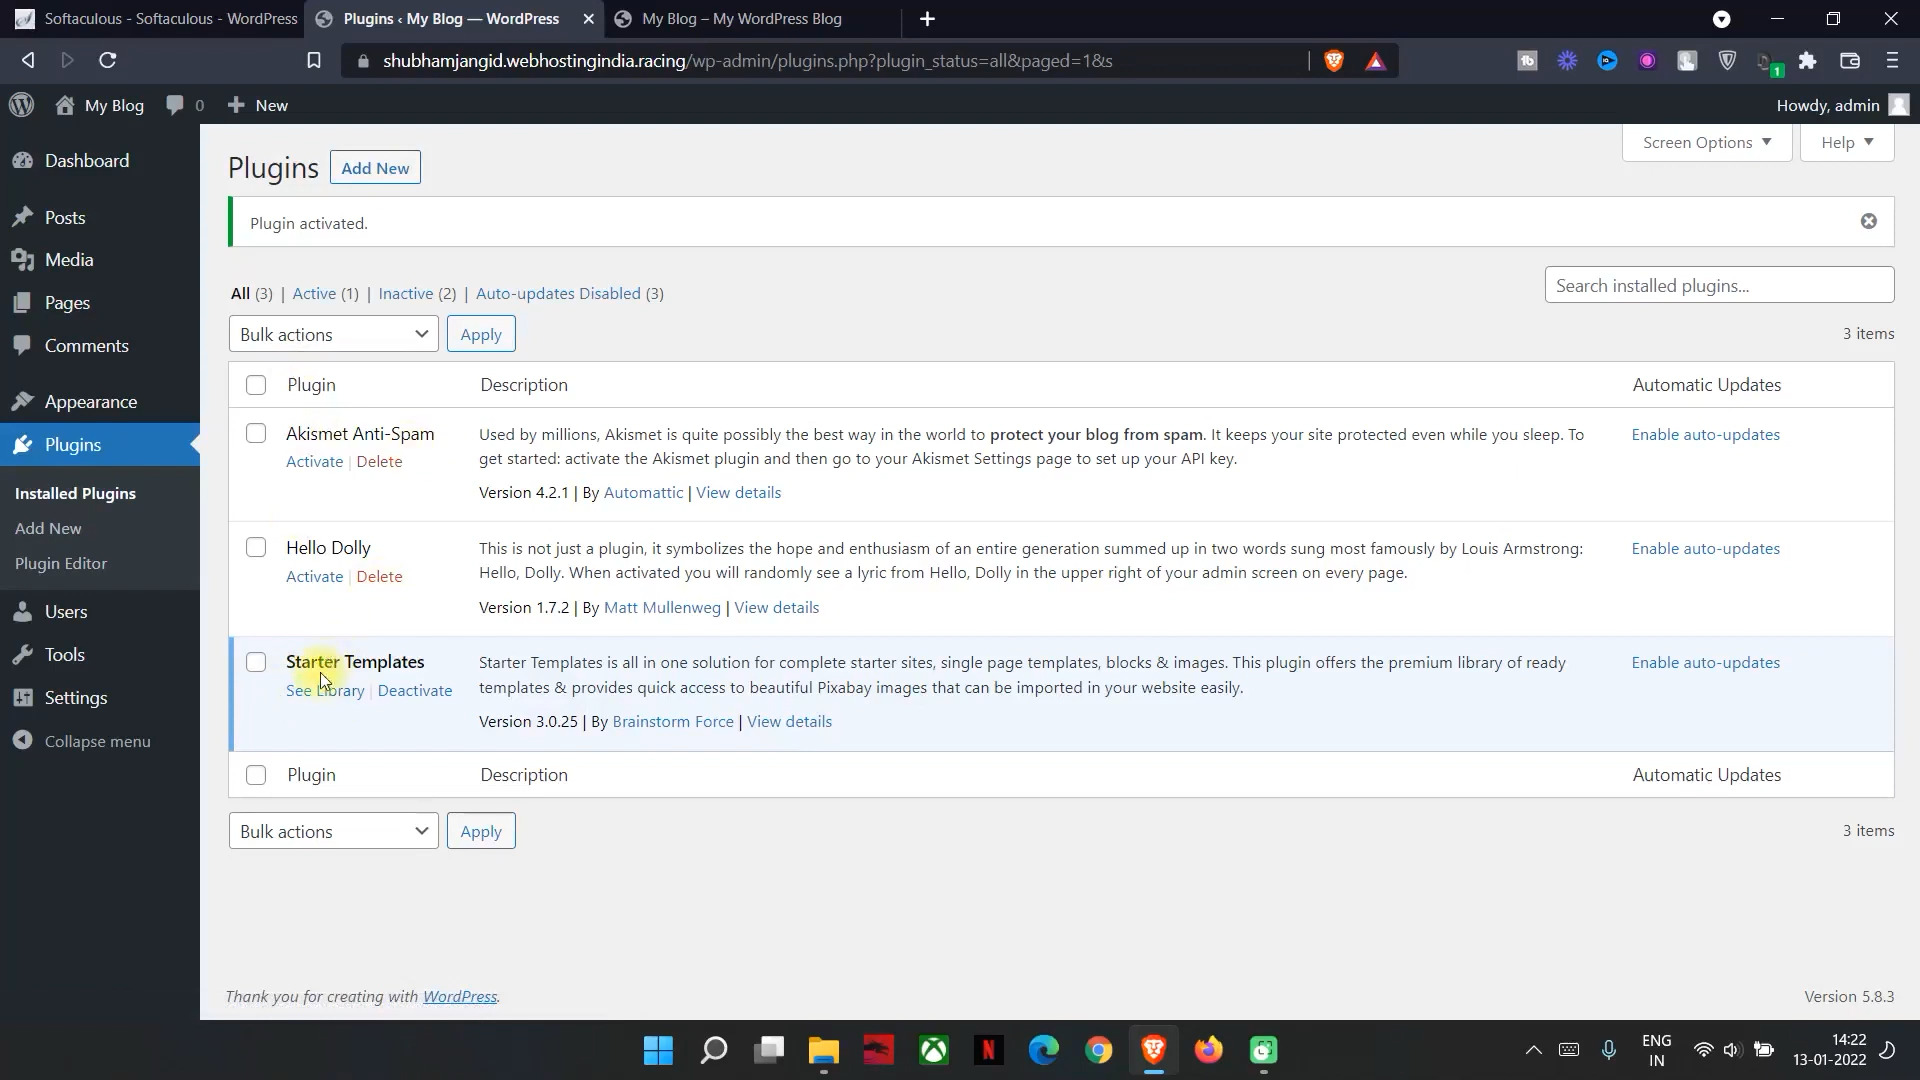 Softaculous - Softaculous - WordPress
Plugins ‹ My Blog — WordPress
My Blog – My WordPress Blog
shubhamjangid.webhostingindia.racing/wp-admin/plugins.php?plugin_status=all&paged=1&s
1
My Blog
0
New
Howdy, admin
Dashboard
Posts
Media
Pages
Comments
Appearance
Plugins
Installed Plugins
Add New
Plugin Editor
Users
Tools
Settings
Collapse menu
Screen Options
Help
Plugins
Add New
Plugin activated.
All (3) | Active (1) | Inactive (2) | Auto-updates Disabled (3)
Search installed plugins...
Bulk actions
Apply
3 items
Plugin
Description
Automatic Updates
Akismet Anti-Spam
Activate | Delete
Used by millions, Akismet is quite possibly the best way in the world to protect your blog from spam. It keeps your site protected even while you sleep. To
get started: activate the Akismet plugin and then go to your Akismet Settings page to set up your API key.
Version 4.2.1 | By Automattic | View details
Enable auto-updates
Hello Dolly
Activate | Delete
This is not just a plugin, it symbolizes the hope and enthusiasm of an entire generation summed up in two words sung most famously by Louis Armstrong:
Hello, Dolly. When activated you will randomly see a lyric from Hello, Dolly in the upper right of your admin screen on every page.
Version 1.7.2 | By Matt Mullenweg | View details
Enable auto-updates
Starter Templates
See Library | Deactivate
Starter Templates is all in one solution for complete starter sites, single page templates, blocks & images. This plugin offers the premium library of ready
templates & provides quick access to beautiful Pixabay images that can be imported in your website easily.
Version 3.0.25 | By Brainstorm Force | View details
Enable auto-updates
Plugin
Description
Automatic Updates
Bulk actions
Apply
3 items
Thank you for creating with WordPress.
Version 5.8.3
ENG
IN
14:22
13-01-2022